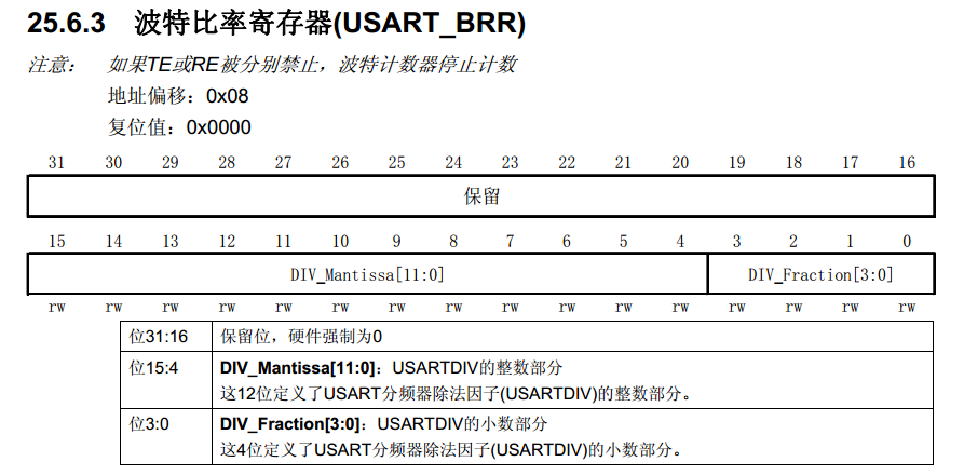 25.6.3 波特比率寄存器(USART_BRR)
注意： 如果TE或RE被分别禁止，波特计数器停止计数
地址偏移：0x08
复位值：0x0000
31 30 29 28 27 26 25 24 23 22 21 20 19 18 17 16
保留
15 14 13 12 11 10 9 8 7 6 5 4 3 2 1 0
DIV_Mantissa[11:0] DIV_Fraction[3:0]
rw rw rw rw rw rw rw rw rw rw rw rw rw rw rw rw
位31:16 保留位，硬件强制为0
位15:4 DIV_Mantissa[11:0]：USARTDIV的整数部分
这12位定义了USART分频器除法因子(USARTDIV)的整数部分。
位3:0 DIV_Fraction[3:0]：USARTDIV的小数部分
这4位定义了USART分频器除法因子(USARTDIV)的小数部分。